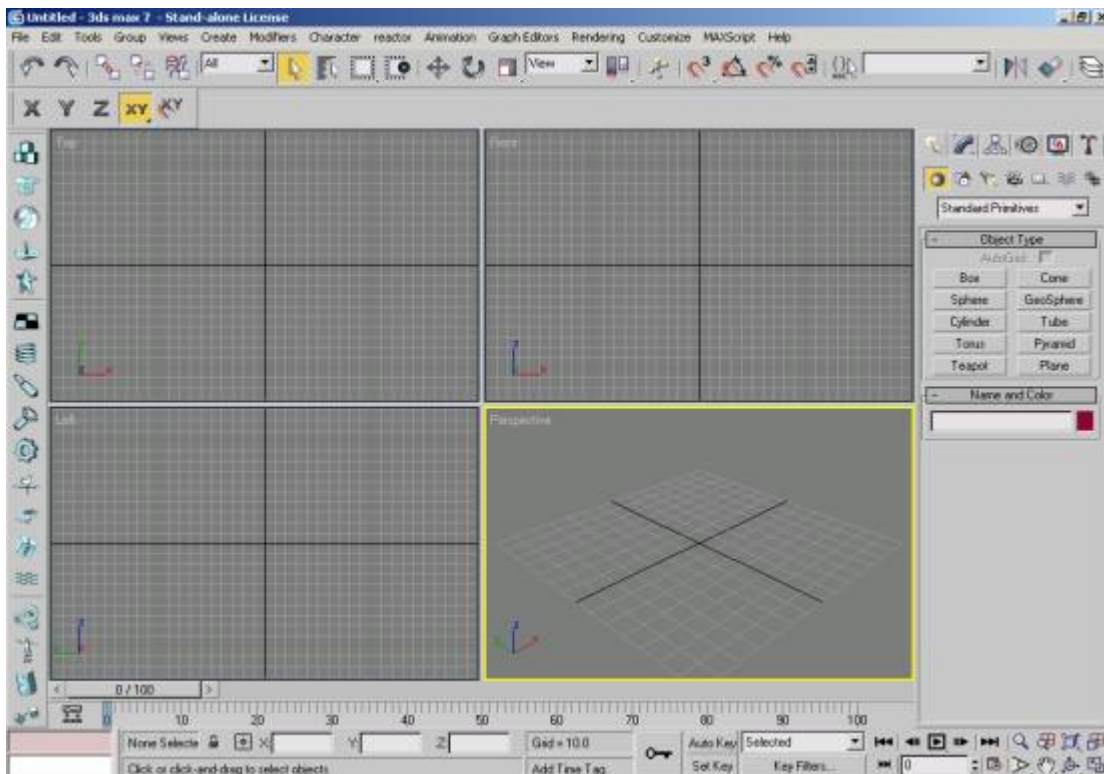 Untitled - 3ds max 7 - Stand-alone License
File Edit Tools Group Views Create Modifiers Character reactor Animation Graph Editors Rendering Customize MAXScript Help
All
View
X Y Z XY XY
Top
Front
Standard Primitives
Object Type
AutoGrid
Box Cone
Sphere GeoSphere
Cylinder Tube
Torus Pyramid
Teapot Plane
Name and Color
Left
Perspective
0 / 100
0 10 20 30 40 50 60 70 80 90 100
None Selecte X: Y: Z: Grid = 10.0 Auto Key Selected
Click or click-and-drag to select objects Add Time Tag Set Key Key Filters... 0